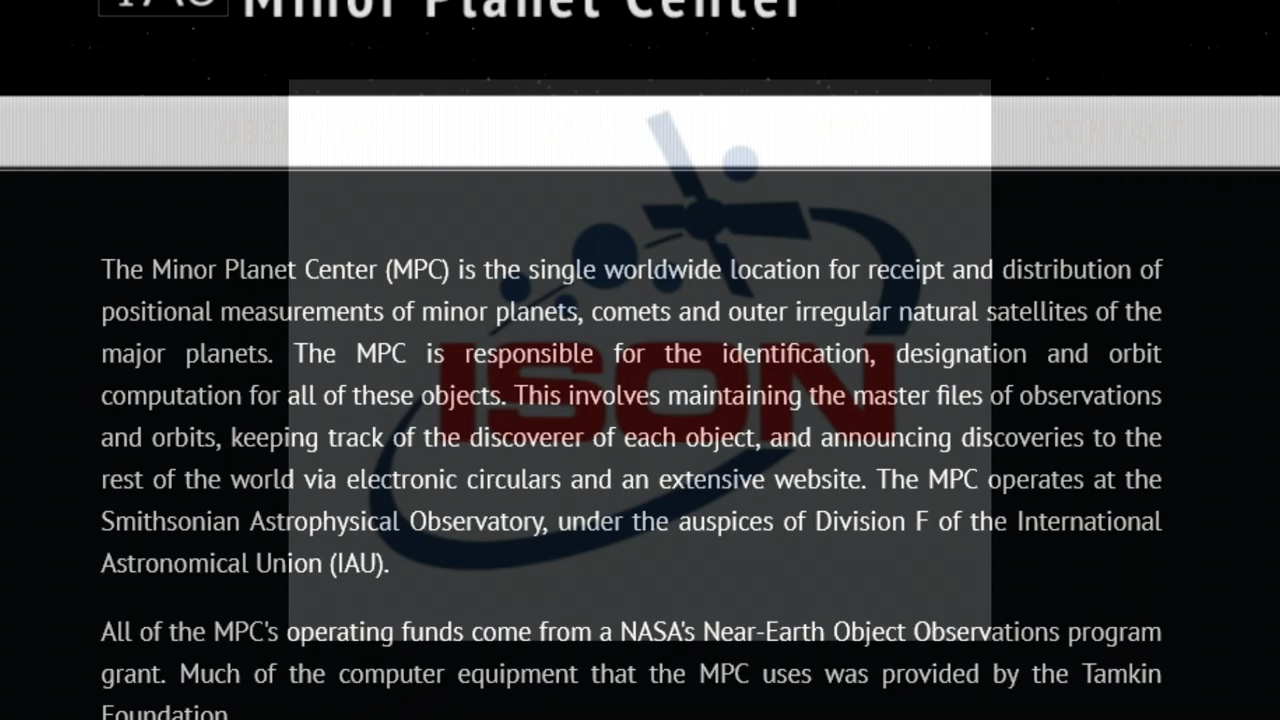 IAU Minor Planet Center
The Minor Planet Center (MPC) is the single worldwide location for receipt and distribution of
positional measurements of minor planets, comets and outer irregular natural satellites of the
major planets. The MPC is responsible for the identification, designation and orbit
ISON
computation for all of these objects. This involves maintaining the master files of observations
and orbits, keeping track of the discoverer of each object, and announcing discoveries to the
rest of the world via electronic circulars and an extensive website. The MPC operates at the
Smithsonian Astrophysical Observatory, under the auspices of Division F of the International
Astronomical Union (IAU).
All of the MPC's operating funds come from a NASA's Near-Earth Object Observations program
grant. Much of the computer equipment that the MPC uses was provided by the Tamkin
Foundation.